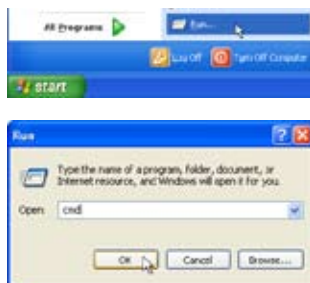 All Programs
Run...
Log Off Turn Off Computer
start
Run
Type the name of a program, folder, document, or
Internet resource, and Windows will open it for you.
Open: cmd
OK Cancel Browse...